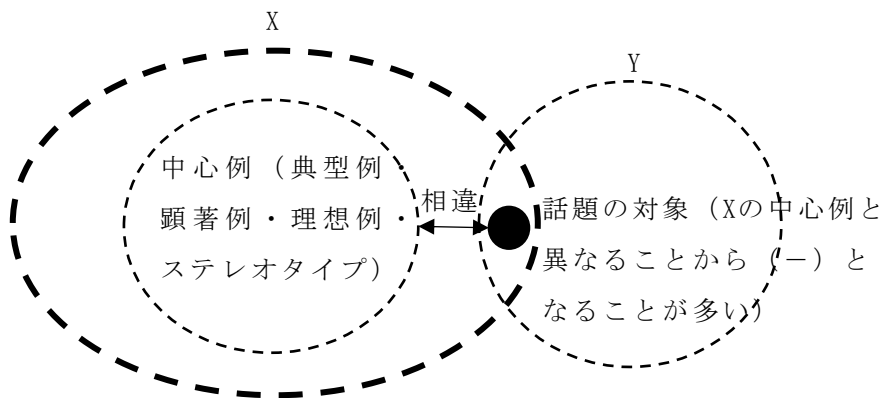 X
Y
中心例（典型例・
顕著例・理想例・
ステレオタイプ）
相違
話題の対象（Xの中心例と
異なることから（－）と
なることが多い）